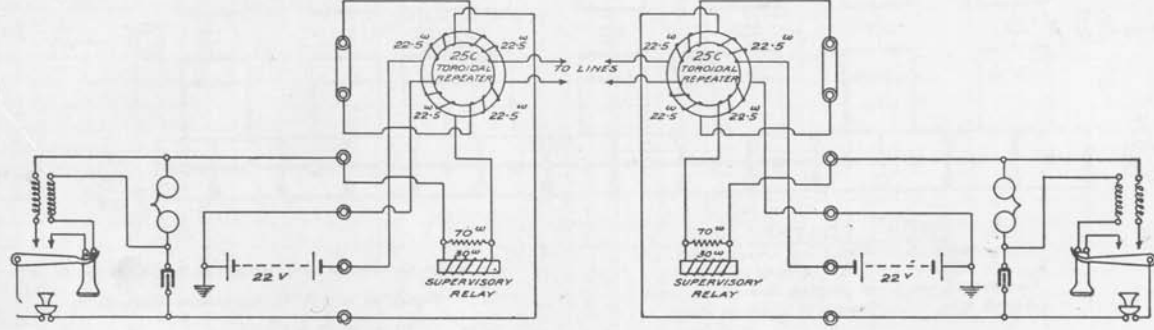 22·5ω
22·5ω
25C
TOROIDAL
REPEATER
22·5ω
22·5ω
TO LINES
22·5ω
22·5ω
25C
TOROIDAL
REPEATER
22·5ω
22·5ω
70ω
30ω
SUPERVISORY
RELAY
22 V
70ω
30ω
SUPERVISORY
RELAY
22 V